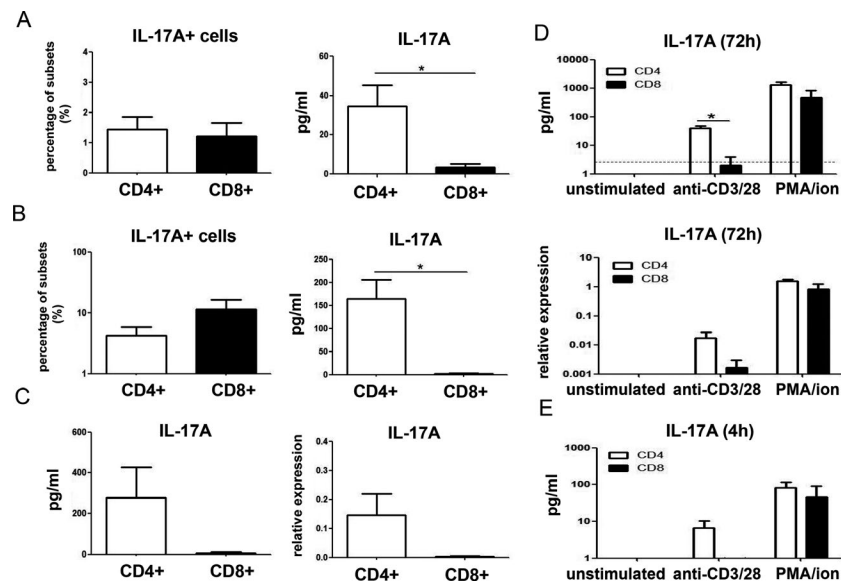 A
IL-17A+ cells
percentage of subsets
(%)
4
3
2
1
0
CD4+
CD8+
IL-17A
pg/ml
60
40
20
0
*
CD4+
CD8+
D
IL-17A (72h)
pg/ml
10000
1000
100
10
1
CD4
CD8
*
unstimulated
anti-CD3/28
PMA/ion
B
IL-17A+ cells
percentage of subsets
(%)
100
10
1
CD4+
CD8+
IL-17A
pg/ml
250
200
150
100
50
0
*
CD4+
CD8+
IL-17A (72h)
relative expression
10
1
0.1
0.01
0.001
CD4
CD8
unstimulated
anti-CD3/28
PMA/ion
C
IL-17A
pg/ml
600
400
200
0
CD4+
CD8+
IL-17A
relative expression
0.4
0.3
0.2
0.1
0.0
CD4+
CD8+
E
IL-17A (4h)
pg/ml
100
10
1
CD4
CD8
unstimulated
anti-CD3/28
PMA/ion